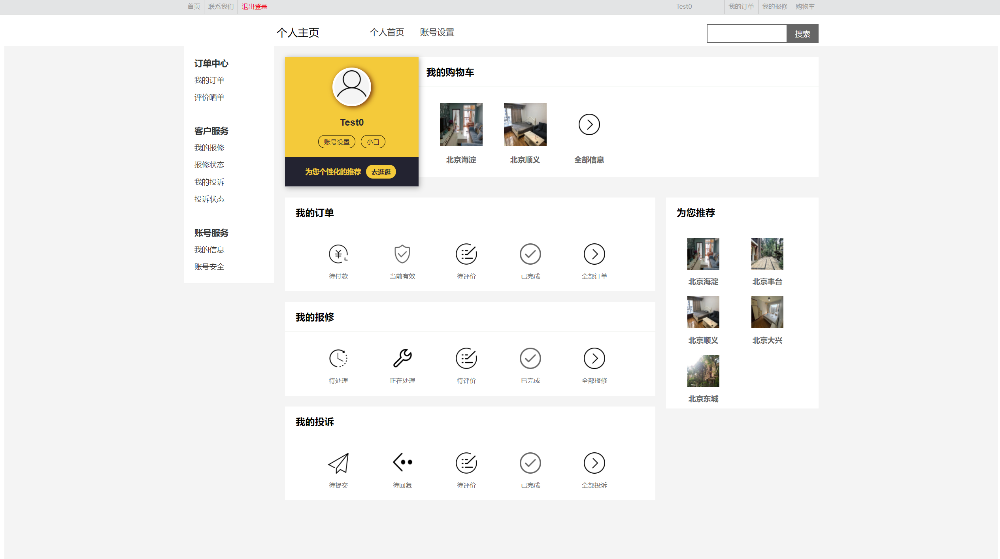 首页 联系我们 退出登录 Test0 我的订单 我的报修 购物车
个人主页 个人首页 账号设置 搜索
订单中心
我的订单
评价晒单
客户服务
我的报修
报修状态
我的投诉
投诉状态
账号服务
我的信息
账号安全
Test0
账号设置 小白
为您个性化的推荐 去逛逛
我的购物车
北京海淀 北京顺义 全部信息
我的订单
待付款 当前有效 待评价 已完成 全部订单
我的报修
待处理 正在处理 待评价 已完成 全部报修
我的投诉
待提交 待回复 待评价 已完成 全部投诉
为您推荐
北京海淀 北京丰台
北京顺义 北京大兴
北京东城